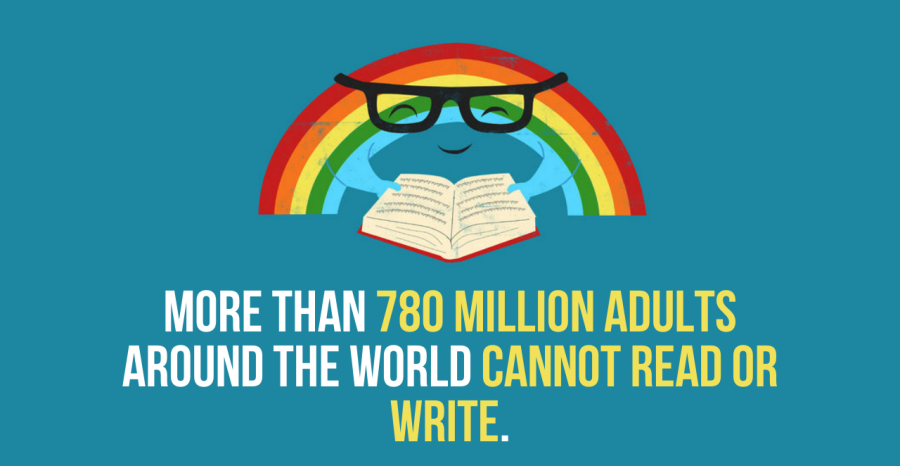 MORE THAN 780 MILLION ADULTS
AROUND THE WORLD CANNOT READ OR
WRITE.